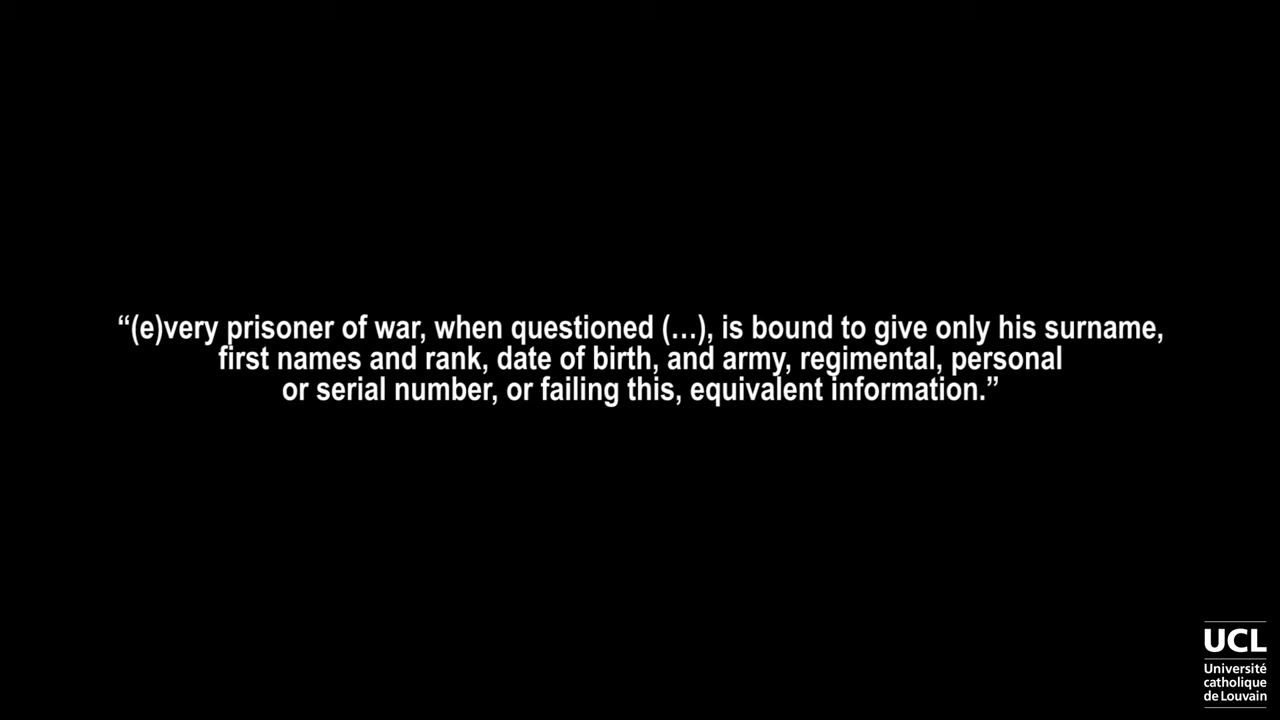 “(e)very prisoner of war, when questioned (…), is bound to give only his surname,
first names and rank, date of birth, and army, regimental, personal
or serial number, or failing this, equivalent information.”
UCL
Université
catholique
de Louvain